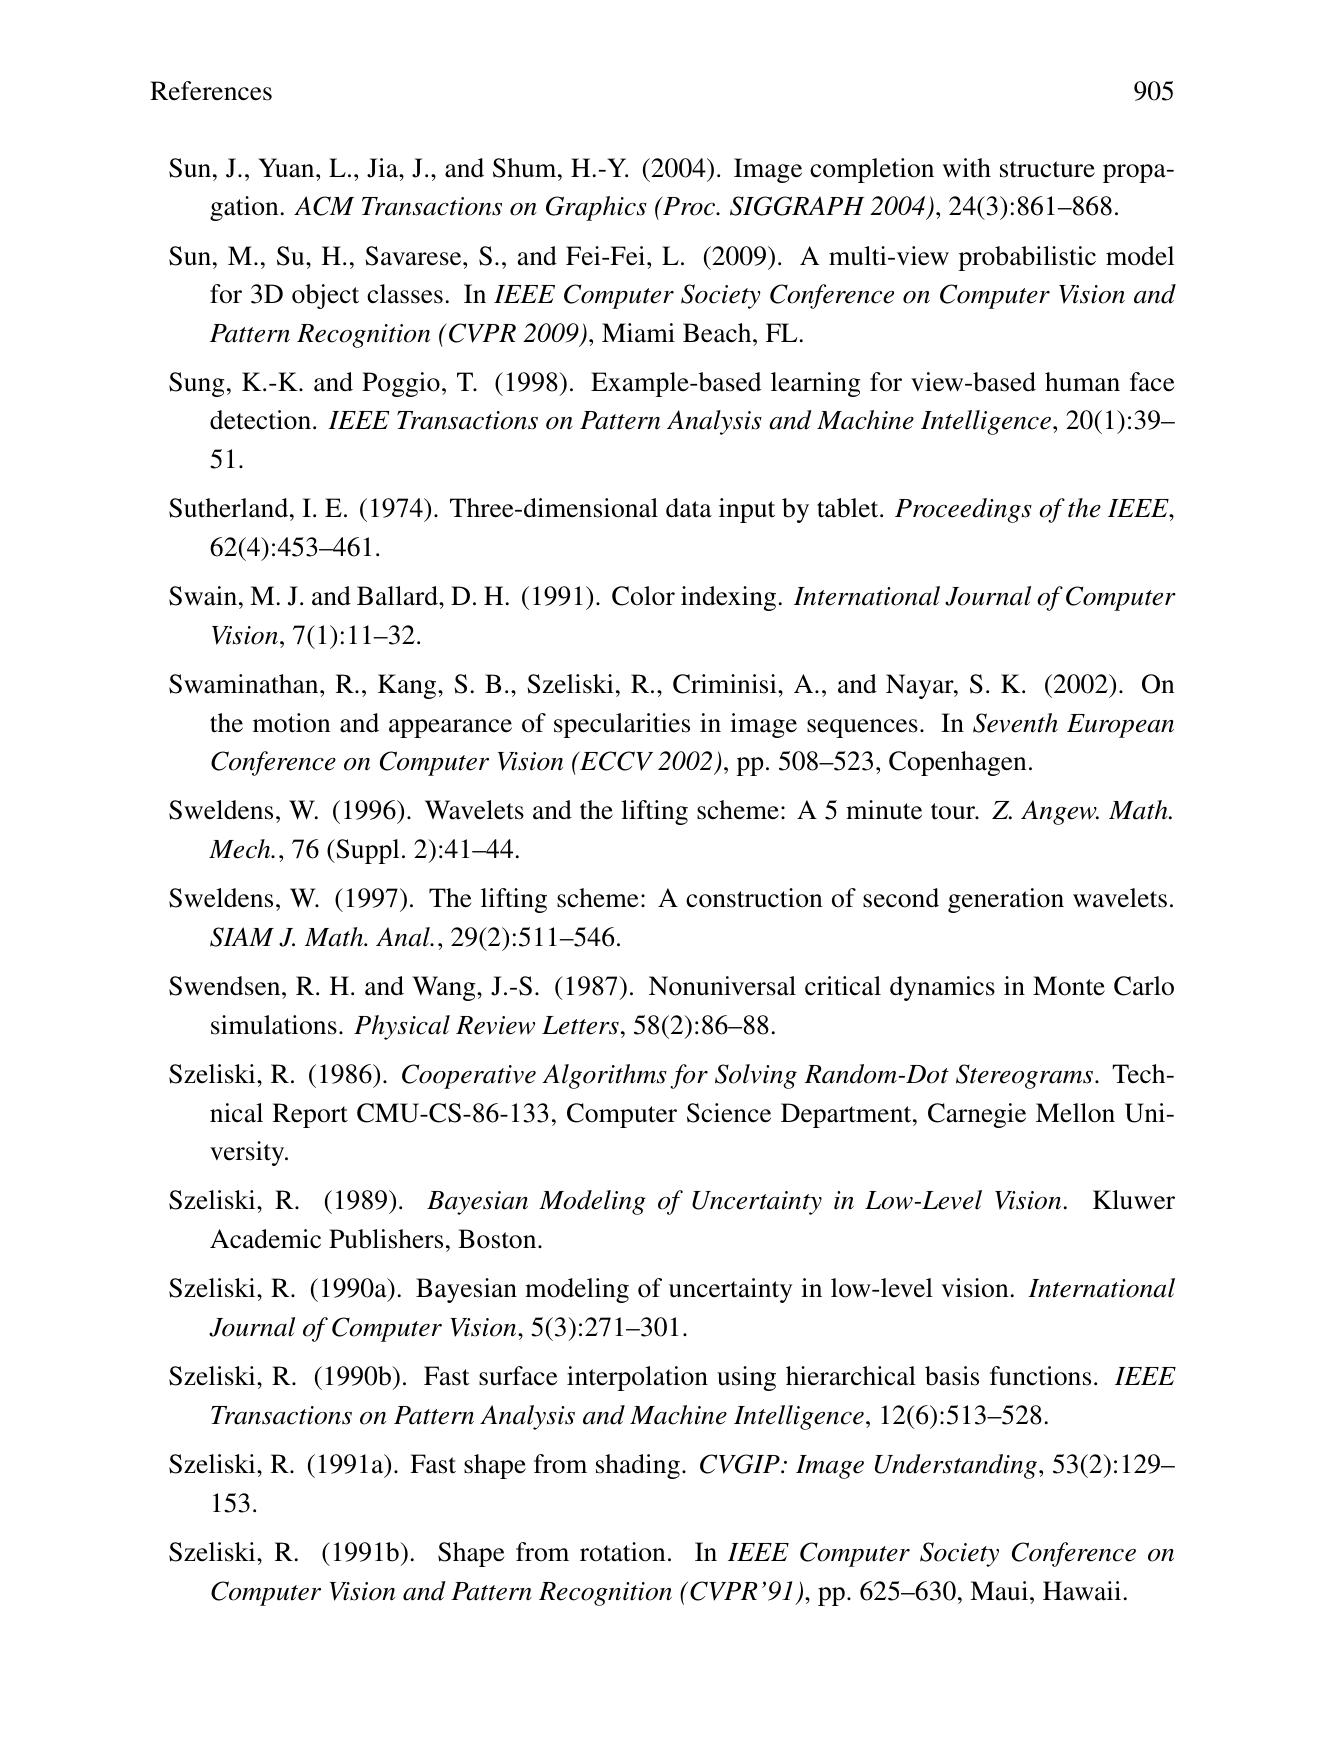 References 905
Sun, J., Yuan, L., Jia, J., and Shum, H.-Y. (2004). Image completion with structure propa-
gation. ACM Transactions on Graphics (Proc. SIGGRAPH 2004), 24(3):861–868.
Sun, M., Su, H., Savarese, S., and Fei-Fei, L. (2009). A multi-view probabilistic model
for 3D object classes. In IEEE Computer Society Conference on Computer Vision and
Pattern Recognition (CVPR 2009), Miami Beach, FL.
Sung, K.-K. and Poggio, T. (1998). Example-based learning for view-based human face
detection. IEEE Transactions on Pattern Analysis and Machine Intelligence, 20(1):39–
51.
Sutherland, I. E. (1974). Three-dimensional data input by tablet. Proceedings of the IEEE,
62(4):453–461.
Swain, M. J. and Ballard, D. H. (1991). Color indexing. International Journal of Computer
Vision, 7(1):11–32.
Swaminathan, R., Kang, S. B., Szeliski, R., Criminisi, A., and Nayar, S. K. (2002). On
the motion and appearance of specularities in image sequences. In Seventh European
Conference on Computer Vision (ECCV 2002), pp. 508–523, Copenhagen.
Sweldens, W. (1996). Wavelets and the lifting scheme: A 5 minute tour. Z. Angew. Math.
Mech., 76 (Suppl. 2):41–44.
Sweldens, W. (1997). The lifting scheme: A construction of second generation wavelets.
SIAM J. Math. Anal., 29(2):511–546.
Swendsen, R. H. and Wang, J.-S. (1987). Nonuniversal critical dynamics in Monte Carlo
simulations. Physical Review Letters, 58(2):86–88.
Szeliski, R. (1986). Cooperative Algorithms for Solving Random-Dot Stereograms. Tech-
nical Report CMU-CS-86-133, Computer Science Department, Carnegie Mellon Uni-
versity.
Szeliski, R. (1989). Bayesian Modeling of Uncertainty in Low-Level Vision. Kluwer
Academic Publishers, Boston.
Szeliski, R. (1990a). Bayesian modeling of uncertainty in low-level vision. International
Journal of Computer Vision, 5(3):271–301.
Szeliski, R. (1990b). Fast surface interpolation using hierarchical basis functions. IEEE
Transactions on Pattern Analysis and Machine Intelligence, 12(6):513–528.
Szeliski, R. (1991a). Fast shape from shading. CVGIP: Image Understanding, 53(2):129–
153.
Szeliski, R. (1991b). Shape from rotation. In IEEE Computer Society Conference on
Computer Vision and Pattern Recognition (CVPR'91), pp. 625–630, Maui, Hawaii.